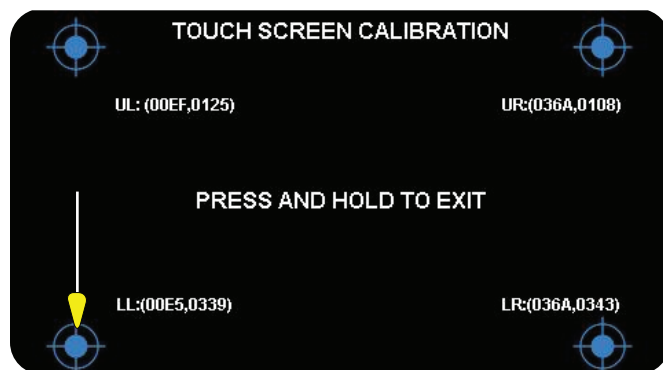 TOUCH SCREEN CALIBRATION
UL: (00EF,0125)
UR:(036A,0108)
PRESS AND HOLD TO EXIT
LL:(00E5,0339)
LR:(036A,0343)